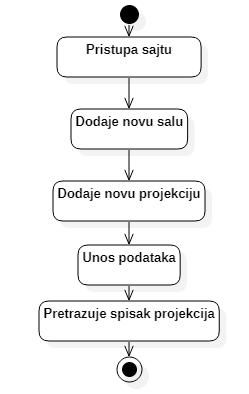 Pristupa sajtu
Dodaje novu salu
Dodaje novu projekciju
Unos podataka
Pretrazuje spisak projekcija